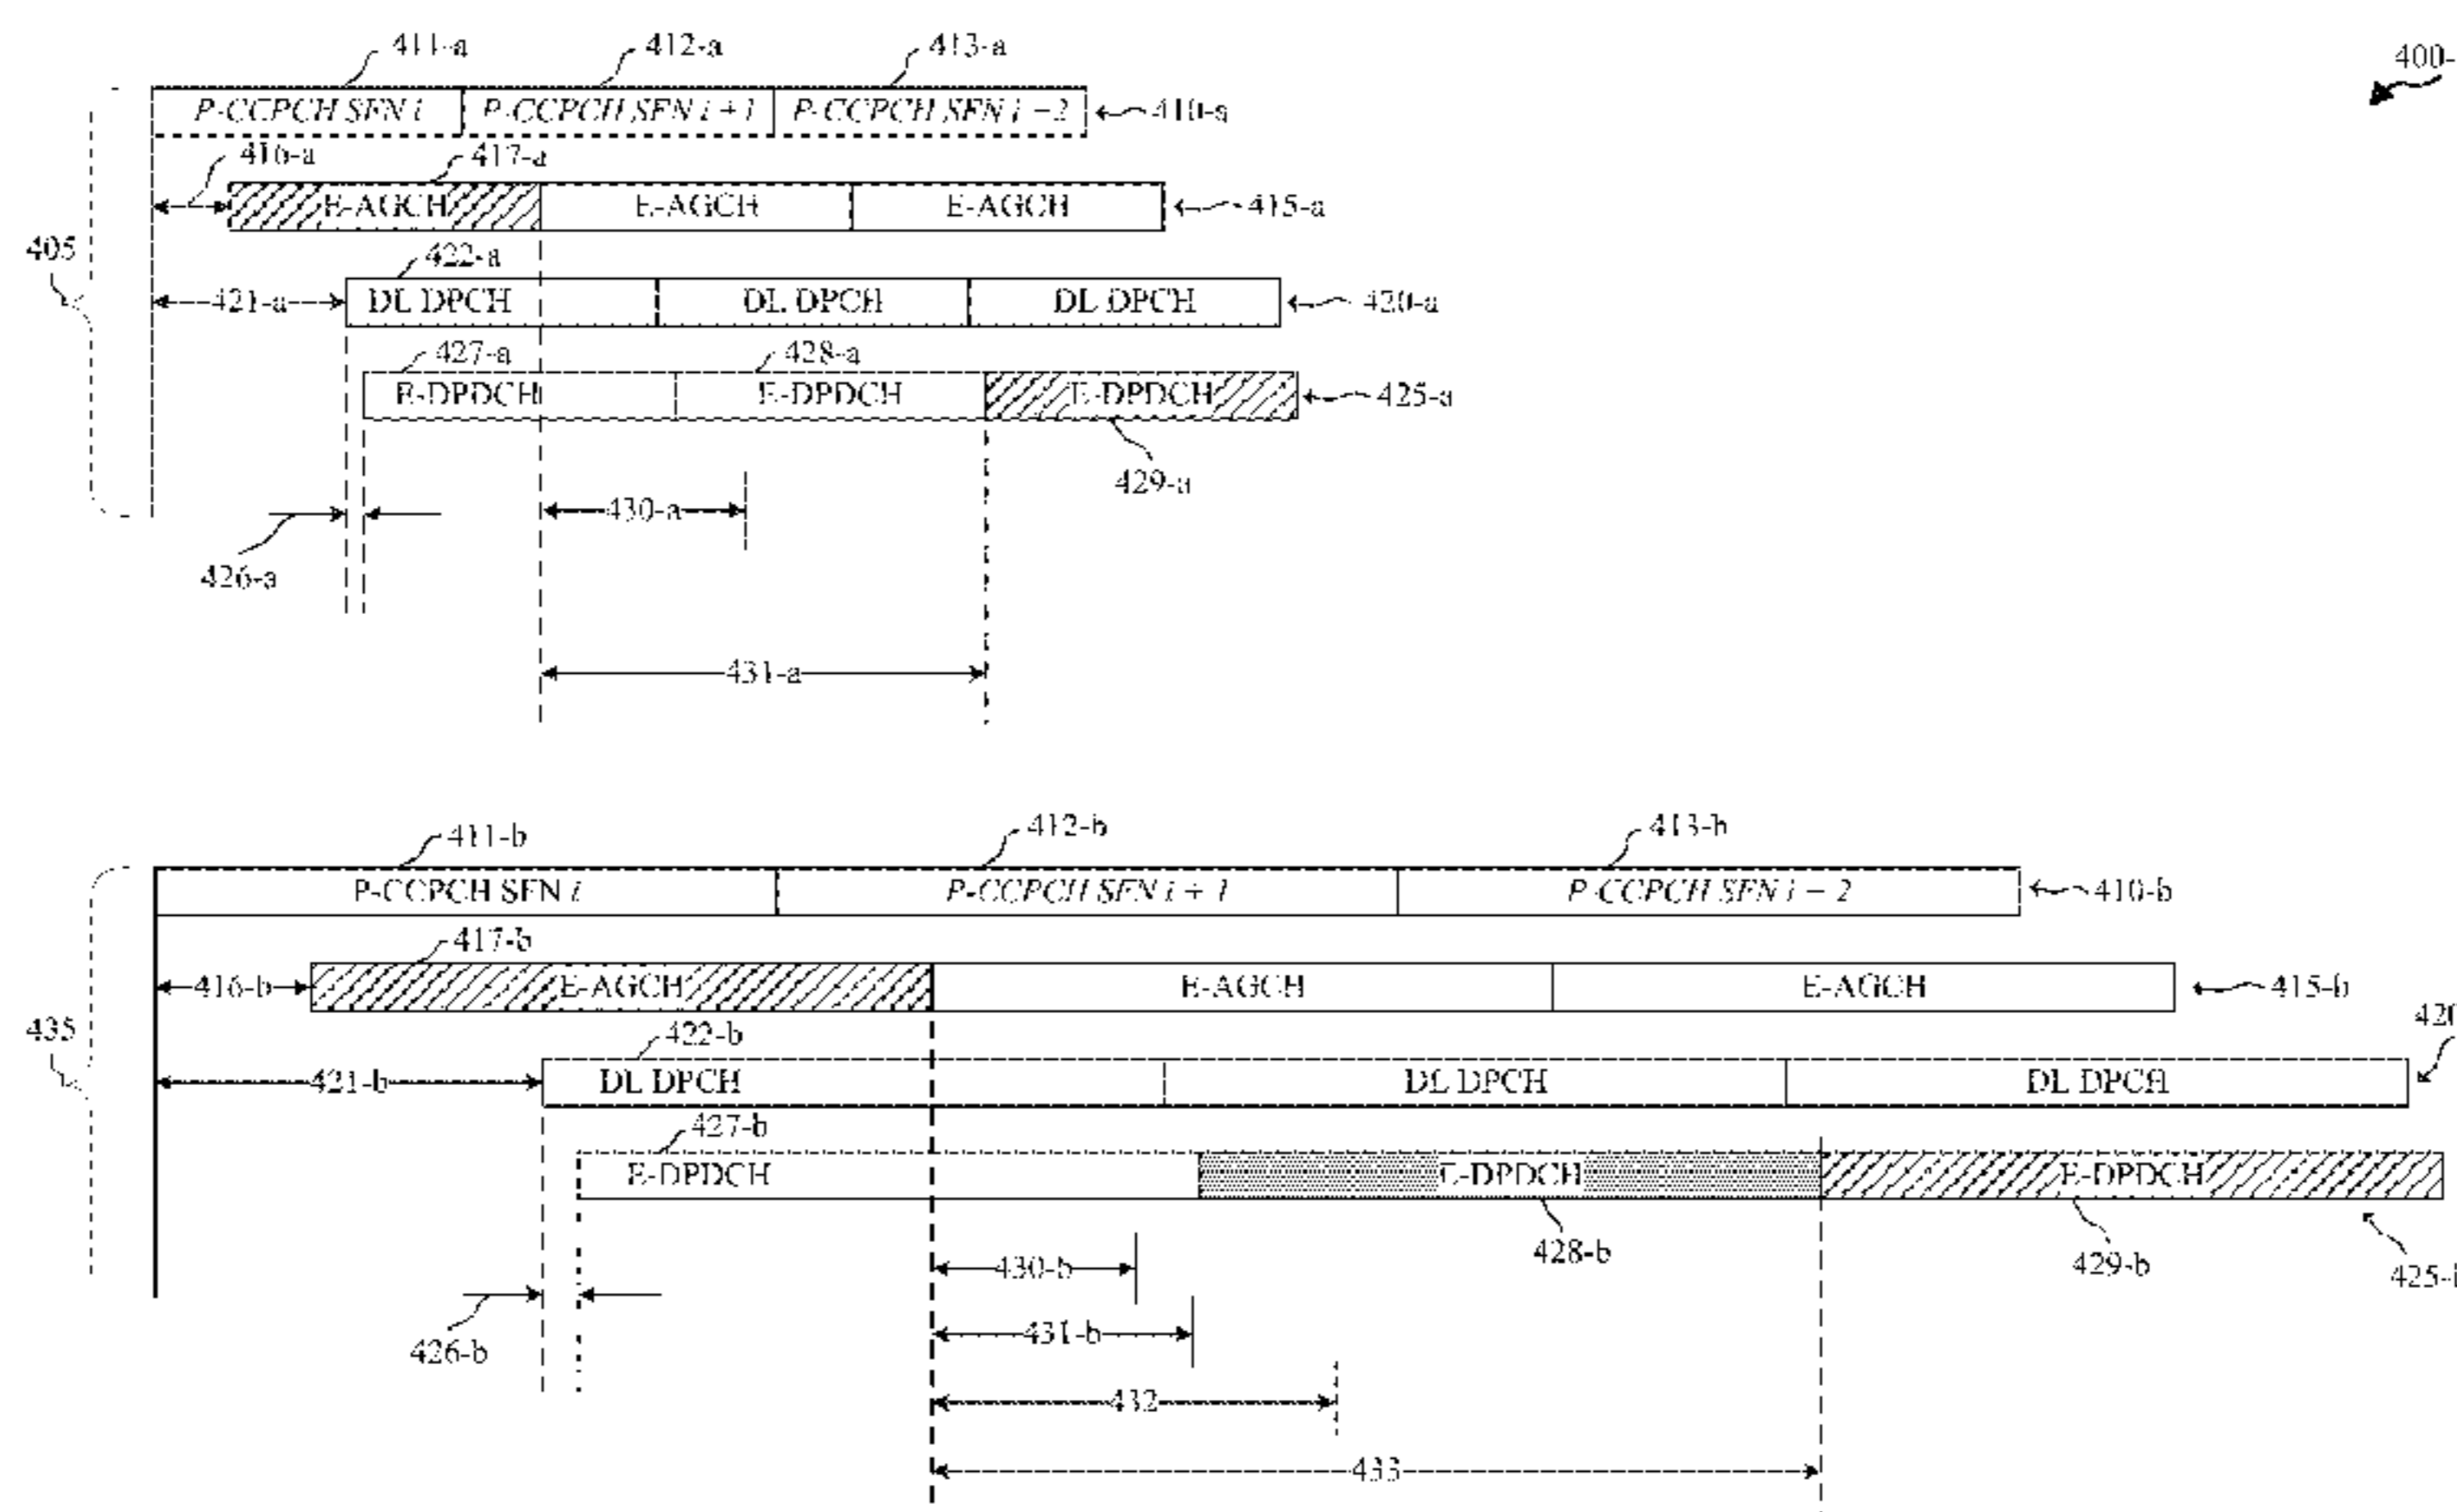 411-a 412-a 413-a 400-
P-CCPCH SFN i P-CCPCH SFN i + 1 P-CCPCH SFN i - 2 410-a
416-a 417-a
E-AGCH E-AGCH E-AGCH 415-a
405
422-a
421-a DL DPCH DL DPCH DL DPCH 420-a
427-a 428-a
E-DPDCH E-DPDCH E-DPDCH 425-a
429-a
430-a
426-a
431-a
411-b 412-b 413-b
P-CCPCH SFN i P-CCPCH SFN i + 1 P-CCPCH SFN i - 2 410-b
417-b
416-b E-AGCH E-AGCH E-AGCH 415-b
435 422-b 420
421-b DL DPCH DL DPCH DL DPCH
427-b
E-DPDCH E-DPDCH E-DPDCH
428-b 429-b
430-b 425-
431-b
426-b
432
433